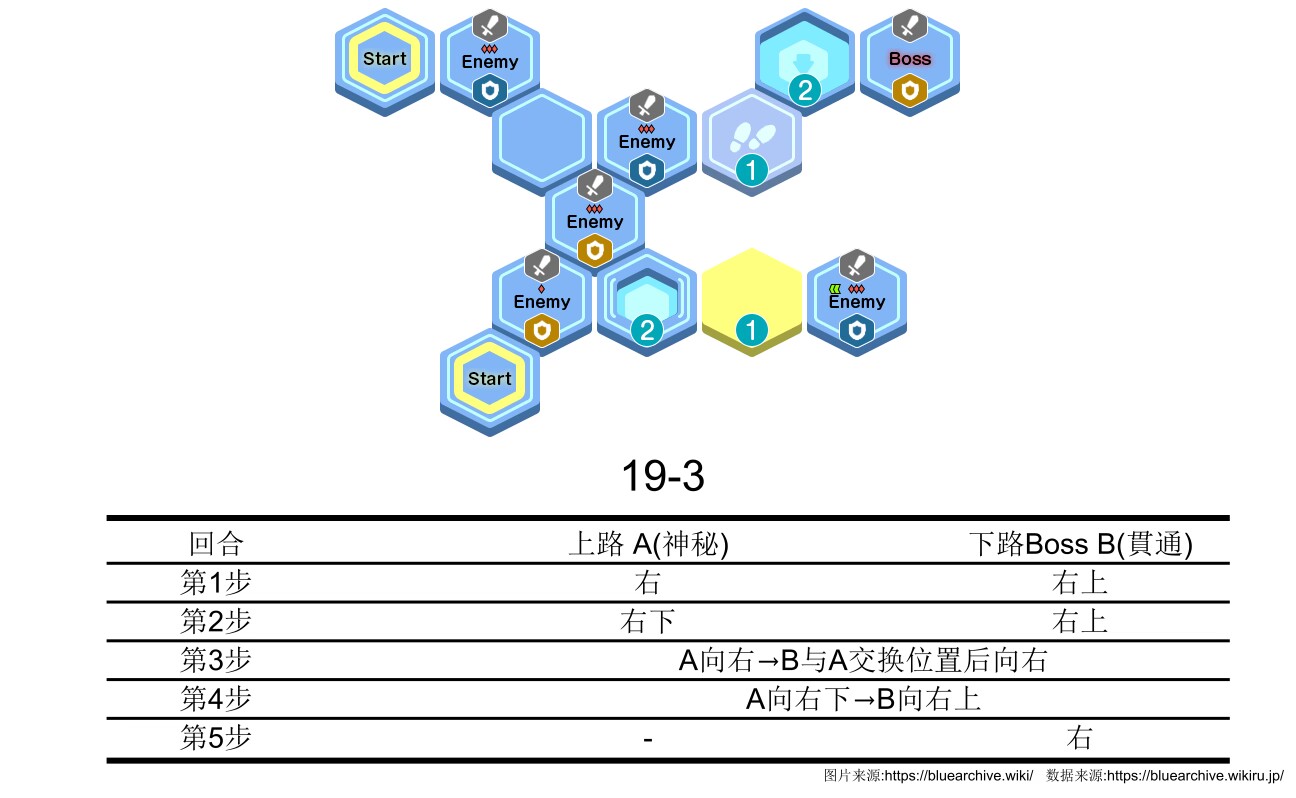 Start
Enemy
2
Boss
Enemy
1
Enemy
Enemy
2
1
Enemy
Start
19-3
回合 上路 A(神秘) 下路Boss B(貫通)
第1步 右 右上
第2步 右下 右上
第3步 A向右→B与A交换位置后向右
第4步 A向右下→B向右上
第5步 - 右
图片来源:https://bluearchive.wiki/ 数据来源:https://bluearchive.wikiru.jp/